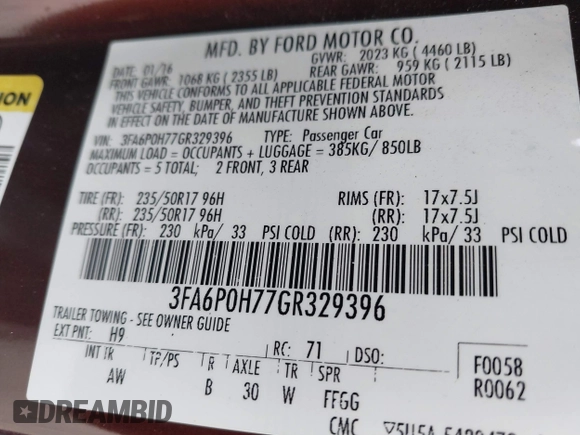 MFD. BY FORD MOTOR CO.
DATE: 01/16
GVWR: 2023 KG ( 4460 LB)
FRONT GAWR: 1068 KG ( 2355 LB)
REAR GAWR: 959 KG ( 2115 LB)
THIS VEHICLE CONFORMS TO ALL APPLICABLE FEDERAL MOTOR
VEHICLE SAFETY, BUMPER, AND THEFT PREVENTION STANDARDS
IN EFFECT ON THE DATE OF MANUFACTURE SHOWN ABOVE.
VIN: 3FA6P0H77GR329396 TYPE: Passenger Car
MAXIMUM LOAD = OCCUPANTS + LUGGAGE = 385KG/ 850LB
OCCUPANTS = 5 TOTAL; 2 FRONT, 3 REAR
TIRE (FR): 235/50R17 96H RIMS (FR): 17x7.5J
(RR): 235/50R17 96H (RR): 17x7.5J
PRESSURE (FR): 230 kPa/ 33 PSI COLD (RR): 230 kPa/ 33 PSI COLD
3FA6P0H77GR329396
TRAILER TOWING - SEE OWNER GUIDE
EXT PNT: H9 RC: 71 DSO:
F0058
R0062
INT TR TP/PS R AXLE TR SPR
AW B 30 W FFGG
CMC
DREAMBID